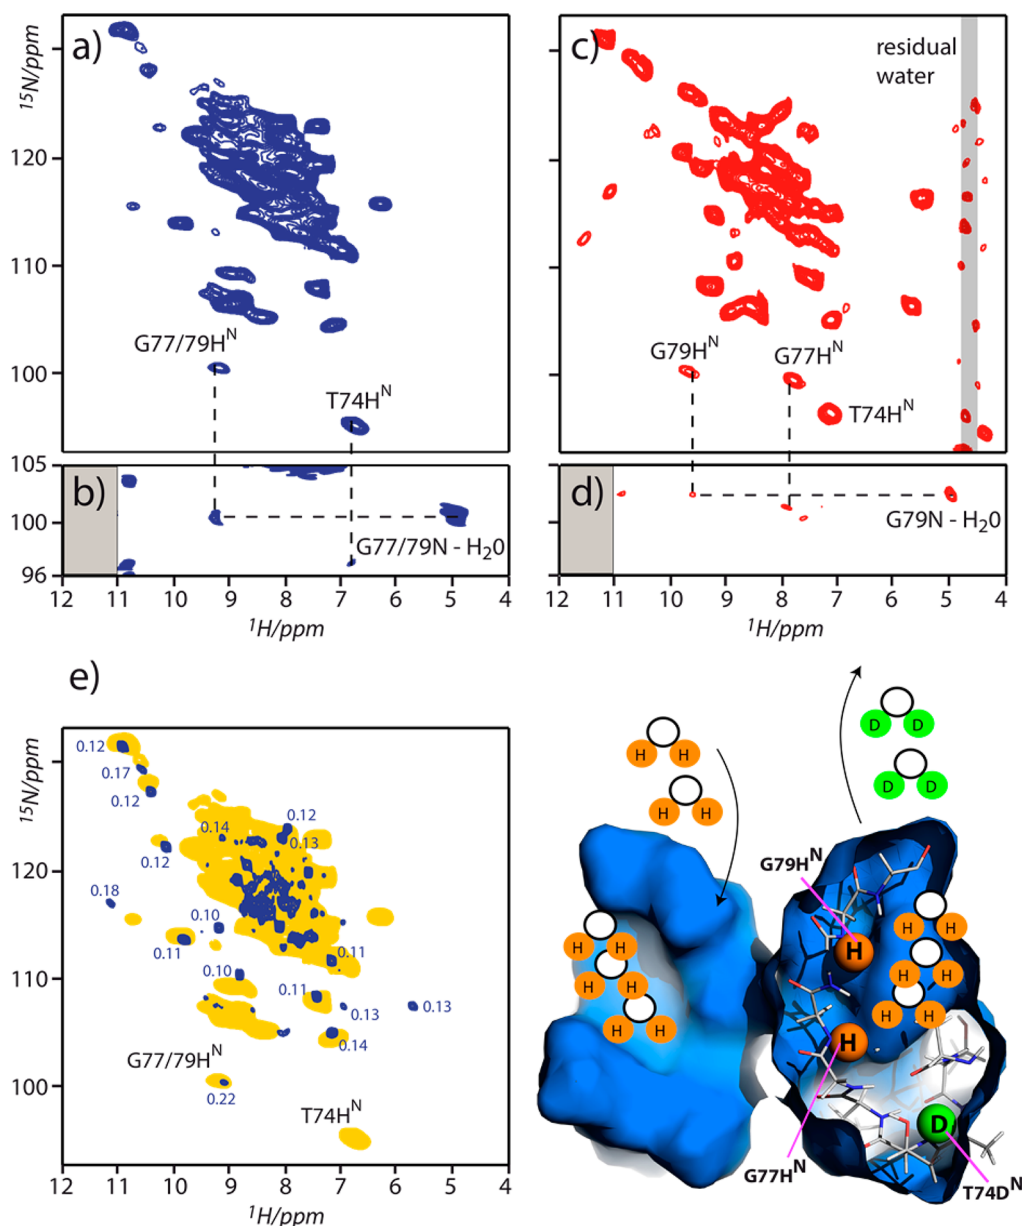 a)
15N/ppm
120
110
100
G77/79HN
T74HN
b)
105
100
96
G77/79N - H20
12 11 10 9 8 7 6 5 4
1H/ppm
c)
residual
water
G79HN
G77HN
T74HN
d)
G79N - H20
12 11 10 9 8 7 6 5 4
1H/ppm
e)
15N/ppm
120
110
100
0.12
0.17
0.12
0.14
0.12
0.13
0.12
0.18
0.10
0.11
0.11
0.10
0.11
0.13
0.13
0.14
G77/79HN
0.22
T74HN
12 11 10 9 8 7 6 5 4
1H/ppm
H H
H H
D D
D D
G79HN
H
H
H H
H H
H H
H H
H H
H H
D
G77HN
T74DN